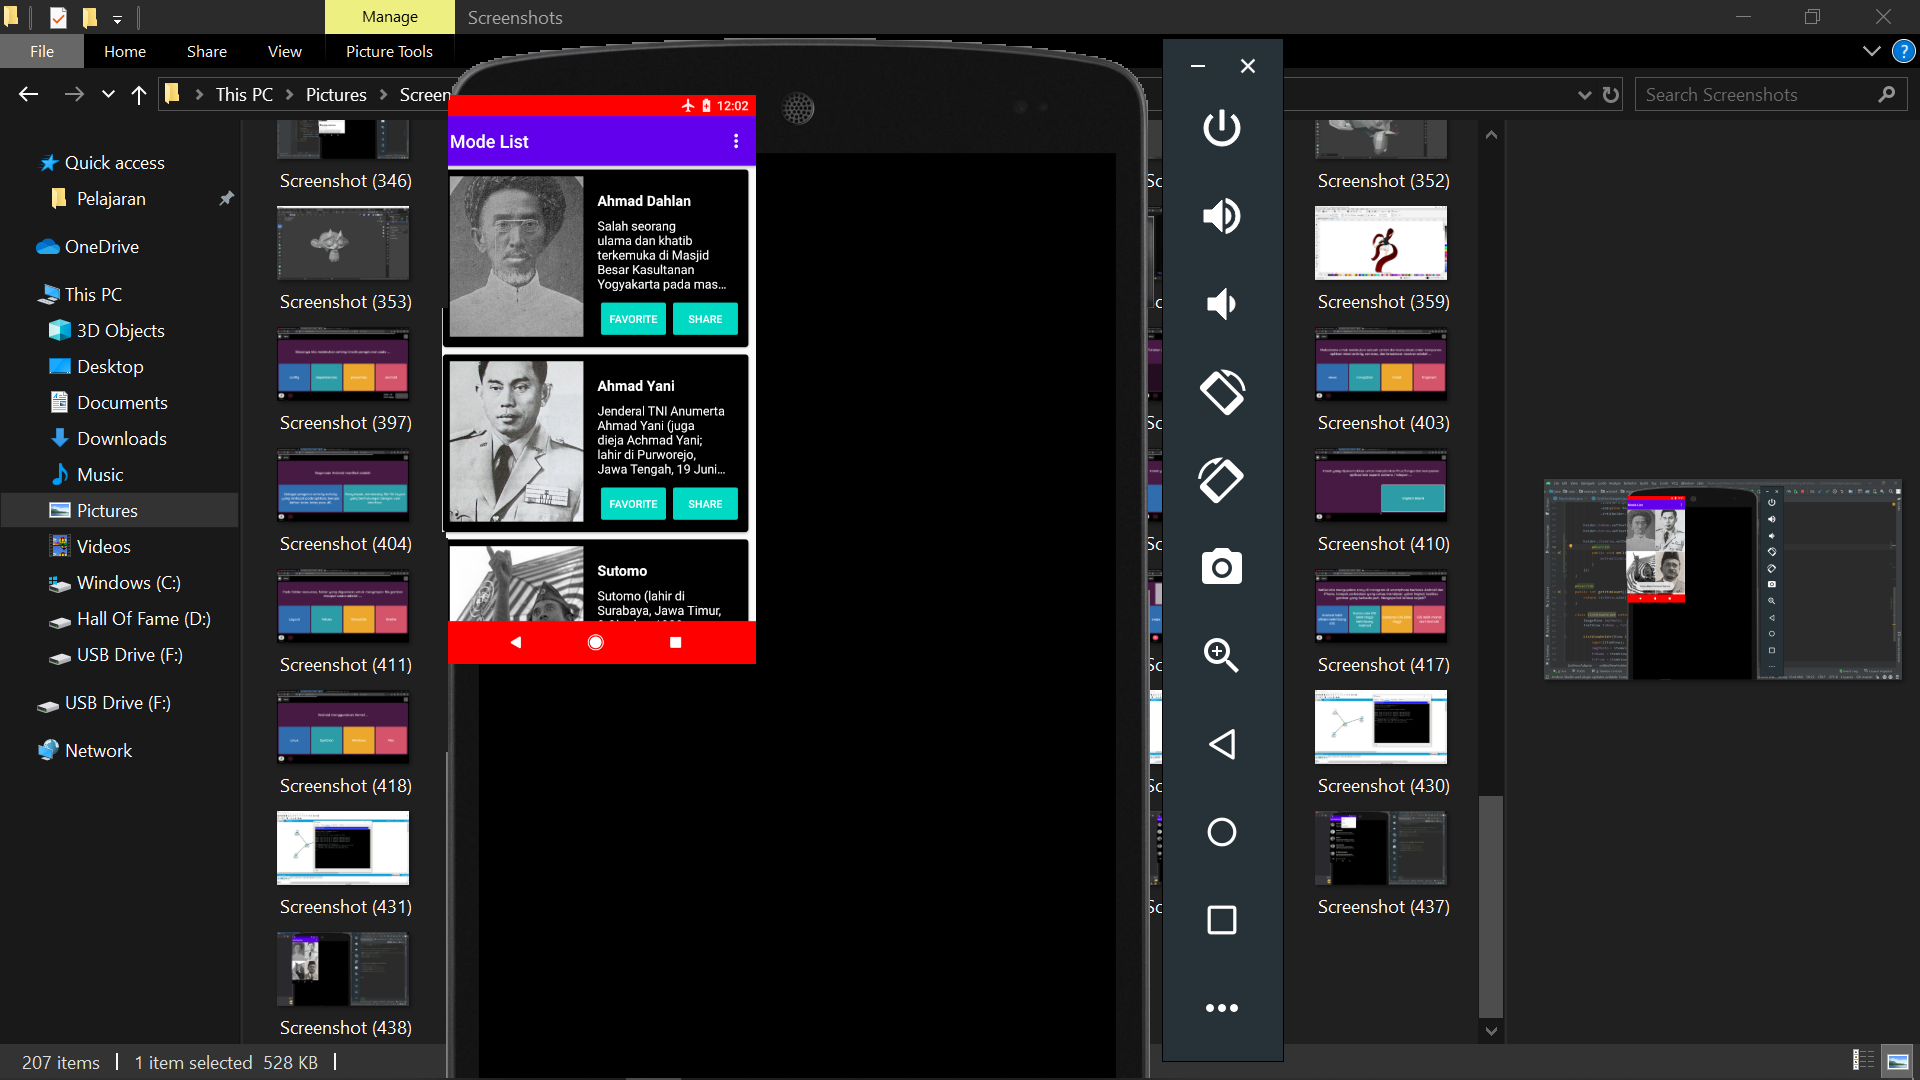 Manage
Screenshots
File
Home
Share
View
Picture Tools
This PC
Pictures
Screen
Search Screenshots
Quick access
Pelajaran
OneDrive
This PC
3D Objects
Desktop
Documents
Downloads
Music
Pictures
Videos
Windows (C:)
Hall Of Fame (D:)
USB Drive (F:)
USB Drive (F:)
Network
Screenshot (346)
Screenshot (353)
Screenshot (397)
Screenshot (404)
Screenshot (411)
Screenshot (418)
Screenshot (431)
Screenshot (438)
12:02
Mode List
Ahmad Dahlan
Salah seorang
ulama dan khatib
terkemuka di Masjid
Besar Kasultanan
Yogyakarta pada mas...
FAVORITE
SHARE
Ahmad Yani
Jenderal TNI Anumerta
Ahmad Yani (juga
dieja Achmad Yani;
lahir di Purworejo,
Jawa Tengah, 19 Juni...
FAVORITE
SHARE
Sutomo
Sutomo (lahir di
Surabaya, Jawa Timur,
Screenshot (352)
Screenshot (359)
Screenshot (403)
Screenshot (410)
Screenshot (417)
Screenshot (430)
Screenshot (437)
207 items
1 item selected 528 KB